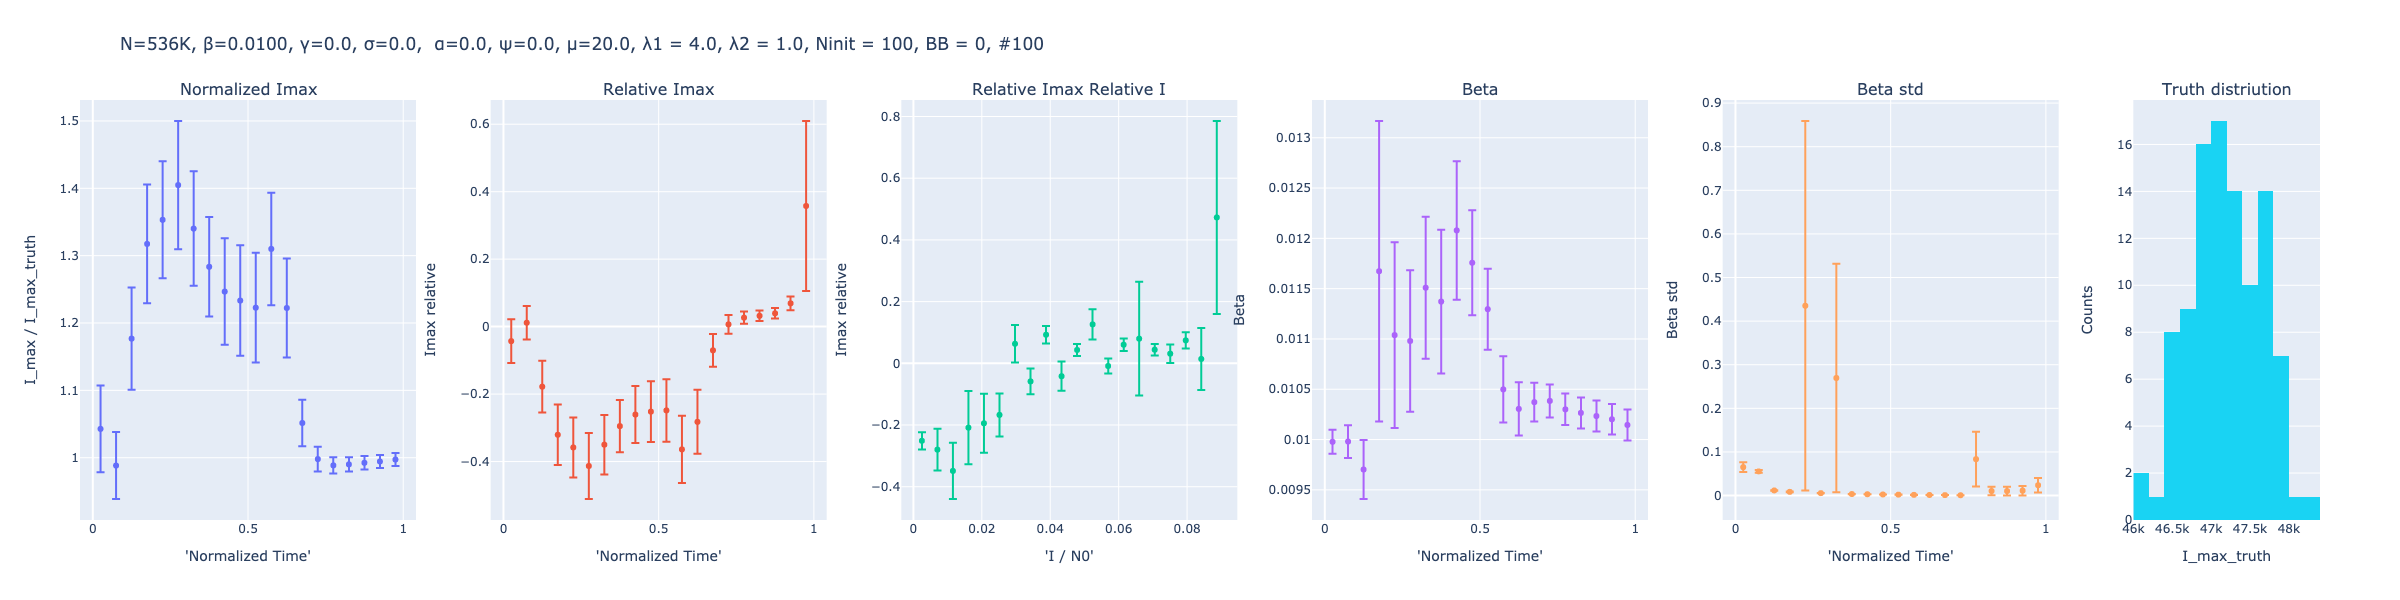 N=536K, β=0.0100, γ=0.0, σ=0.0,  α=0.0, ψ=0.0, μ=20.0, λ1 = 4.0, λ2 = 1.0, Ninit = 100, BB = 0, #100
Normalized Imax
1.5
1.4
1.3
1.2
1.1
1
I_max / I_max_truth
0
0.5
1
'Normalized Time'
Relative Imax
0.6
0.4
0.2
0
−0.2
−0.4
Imax relative
0
0.5
1
'Normalized Time'
Relative Imax Relative I
0.8
0.6
0.4
0.2
0
−0.2
−0.4
Imax relative
0
0.02
0.04
0.06
0.08
'I / N0'
Beta
0.013
0.0125
0.012
0.0115
0.011
0.0105
0.01
0.0095
Beta
0
0.5
1
'Normalized Time'
Beta std
0.9
0.8
0.7
0.6
0.5
0.4
0.3
0.2
0.1
0
Beta std
0
0.5
1
'Normalized Time'
Truth distriution
16
14
12
10
8
6
4
2
0
Counts
46k
46.5k
47k
47.5k
48k
I_max_truth